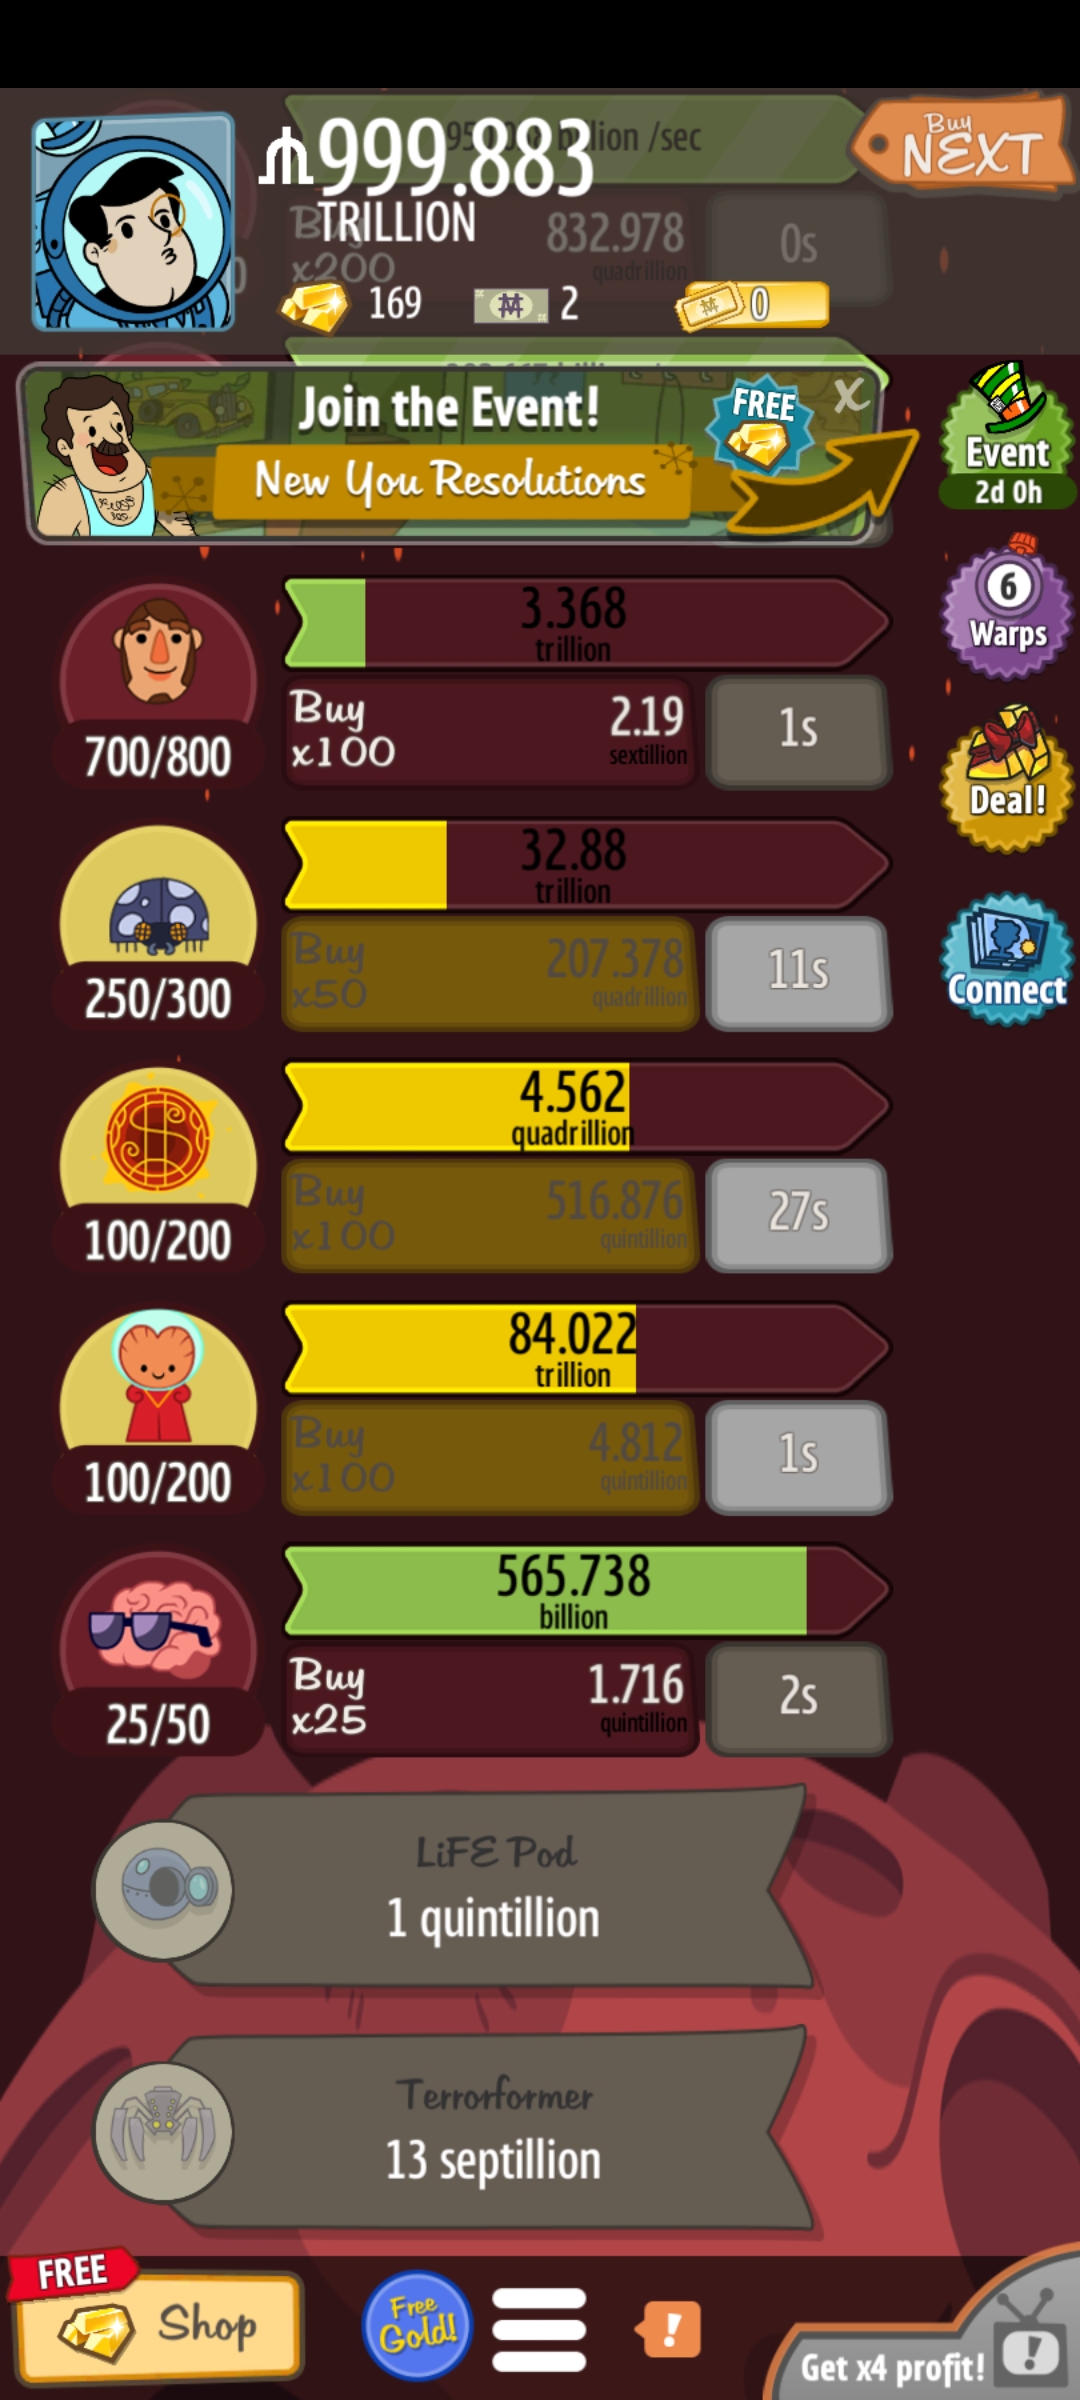 999.883
TRILLION
Buy
NEXT
Buy
x200
832.978
quadrillion
0s
169
2
0
Join the Event!
FREE
X
New You Resolutions
Event
2d 0h
3.368
trillion
6
Warps
700/800
Buy
x100
2.19
sextillion
1s
Deal!
32.88
trillion
250/300
Buy
x50
207.378
quadrillion
11s
Connect
4.562
quadrillion
100/200
Buy
x100
516.876
quintillion
27s
84.022
trillion
100/200
Buy
x100
4.812
quintillion
1s
565.738
billion
25/50
Buy
x25
1.716
quintillion
2s
LiFE Pod
1 quintillion
Terrorformer
13 septillion
FREE
Shop
Free
Gold!
!
Get x4 profit!
!